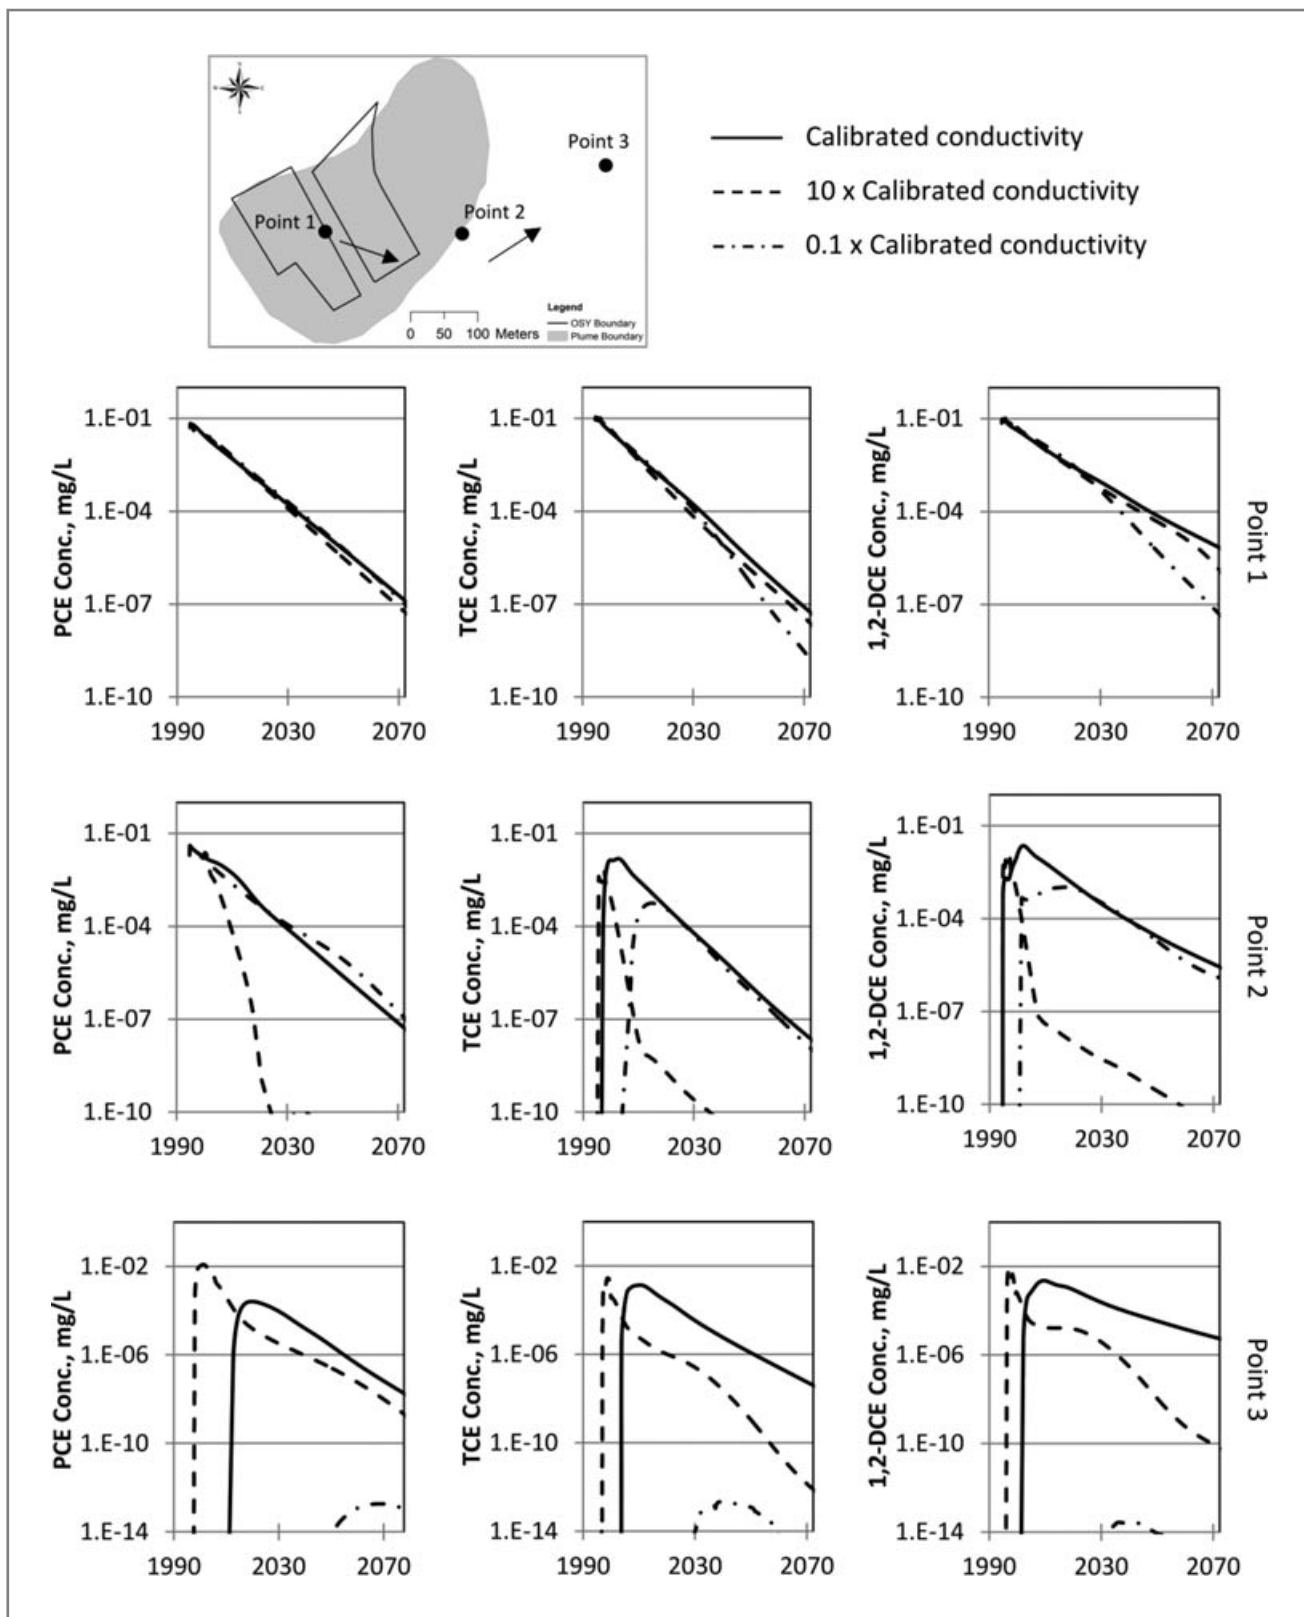 Point 3
Point 1
Point 2
Legend
OSY Boundary
Plume Boundary
0 50 100 Meters
Calibrated conductivity
10 x Calibrated conductivity
0.1 x Calibrated conductivity
PCE Conc., mg/L
1.E-01
1.E-04
1.E-07
1.E-10
1990 2030 2070
TCE Conc., mg/L
1.E-01
1.E-04
1.E-07
1.E-10
1990 2030 2070
1,2-DCE Conc., mg/L
1.E-01
1.E-04
1.E-07
1.E-10
1990 2030 2070
Point 1
PCE Conc., mg/L
1.E-01
1.E-04
1.E-07
1.E-10
1990 2030 2070
TCE Conc., mg/L
1.E-01
1.E-04
1.E-07
1.E-10
1990 2030 2070
1,2-DCE Conc., mg/L
1.E-01
1.E-04
1.E-07
1.E-10
1990 2030 2070
Point 2
PCE Conc., mg/L
1.E-02
1.E-06
1.E-10
1.E-14
1990 2030 2070
TCE Conc., mg/L
1.E-02
1.E-06
1.E-10
1.E-14
1990 2030 2070
1,2-DCE Conc., mg/L
1.E-02
1.E-06
1.E-10
1.E-14
1990 2030 2070
Point 3